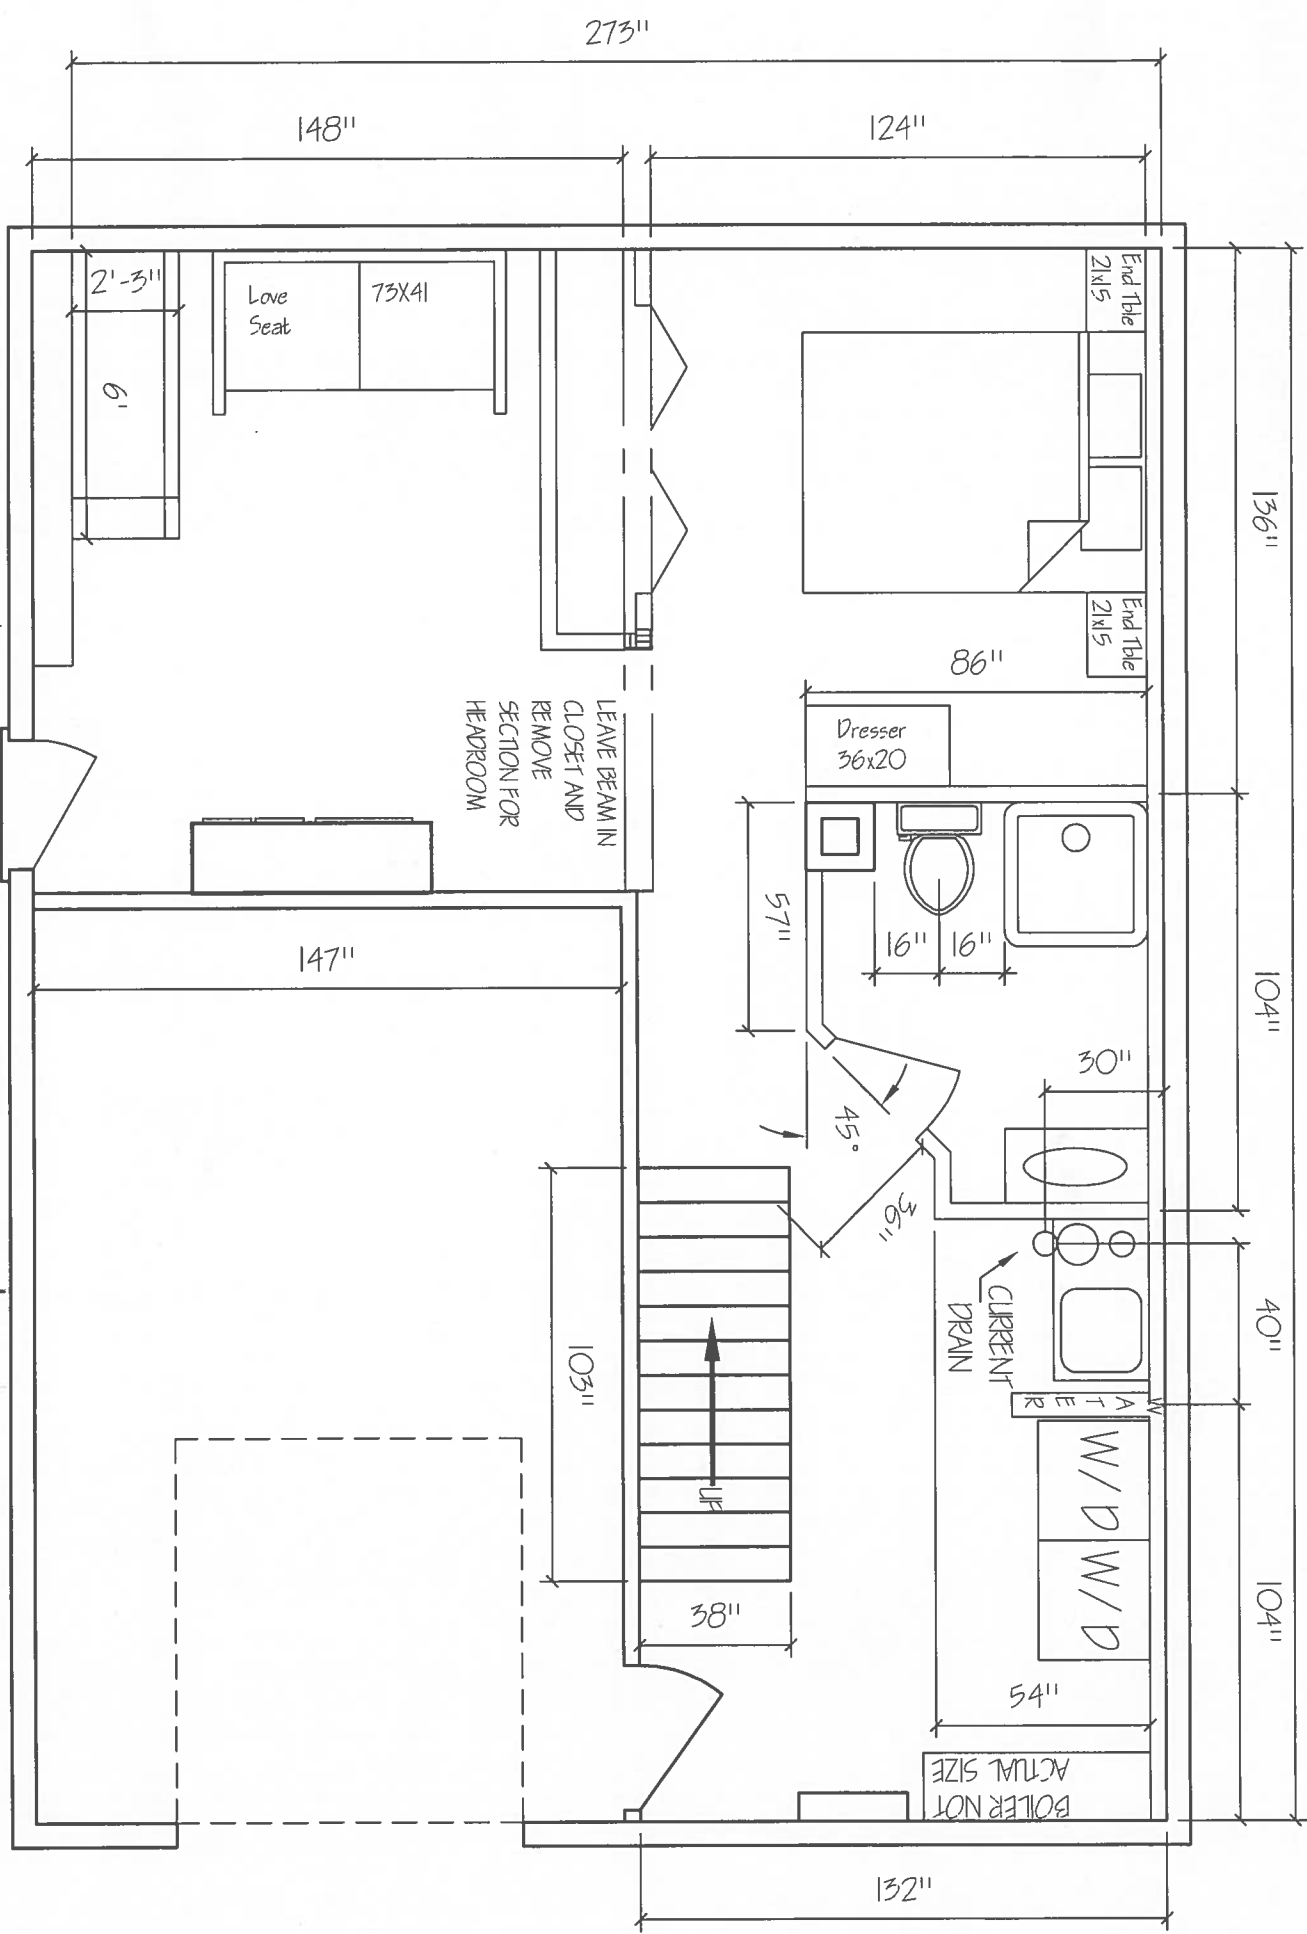 273"
148"
124"
2'-3"
6'
Love
Seat
73X41
End Tble
21x15
136"
End Tble
21x15
86"
Dresser
36x20
LEAVE BEAM IN
CLOSET AND
REMOVE
SECTION FOR
HEADROOM
57"
16"
16"
147"
104"
30"
45°
36"
CURRENT
DRAIN
40"
WATER
103"
UP
W/D
W/D
38"
54"
104"
BOILER NOT
ACTUAL SIZE
132"